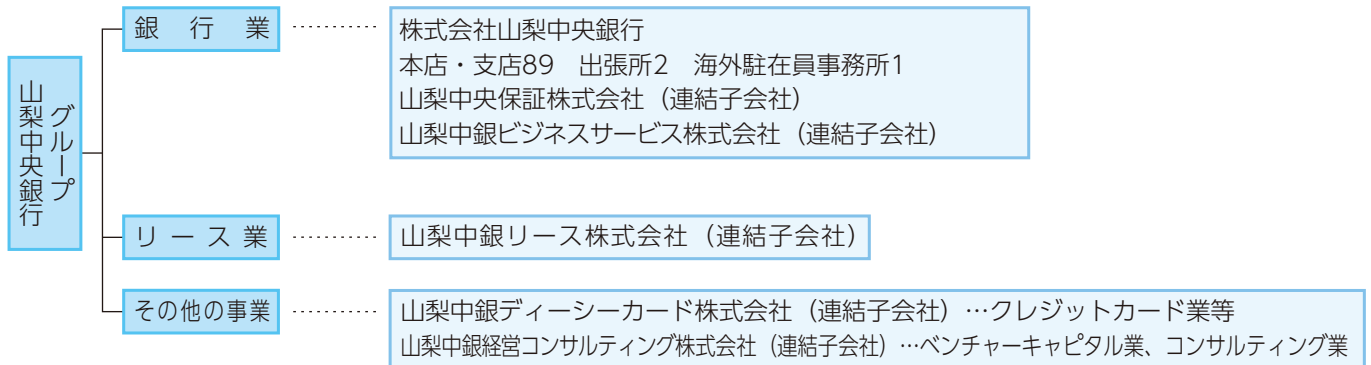 山梨中央銀行
グループ
銀行業
株式会社山梨中央銀行
本店・支店89　出張所2　海外駐在員事務所1
山梨中央保証株式会社（連結子会社）
山梨中銀ビジネスサービス株式会社（連結子会社）
リース業
山梨中銀リース株式会社（連結子会社）
その他の事業
山梨中銀ディーシーカード株式会社（連結子会社）…クレジットカード業等
山梨中銀経営コンサルティング株式会社（連結子会社）…ベンチャーキャピタル業、コンサルティング業